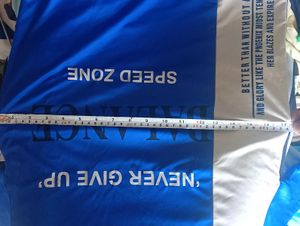 'NEVER GIVE UP'
BALANCE
SPEED ZONE
BETTER THAN WITHOUT A
AND GLORY LIKE THE PHOENIX MIDST
HER BLAZES AND EXPIRE